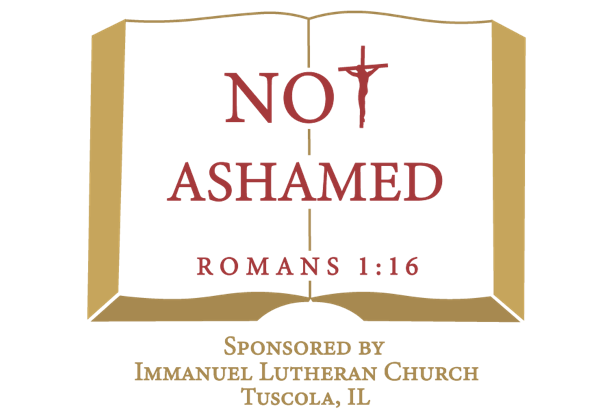 NOT
ASHAMED
ROMANS 1:16
SPONSORED BY
IMMANUEL LUTHERAN CHURCH
TUSCOLA, IL